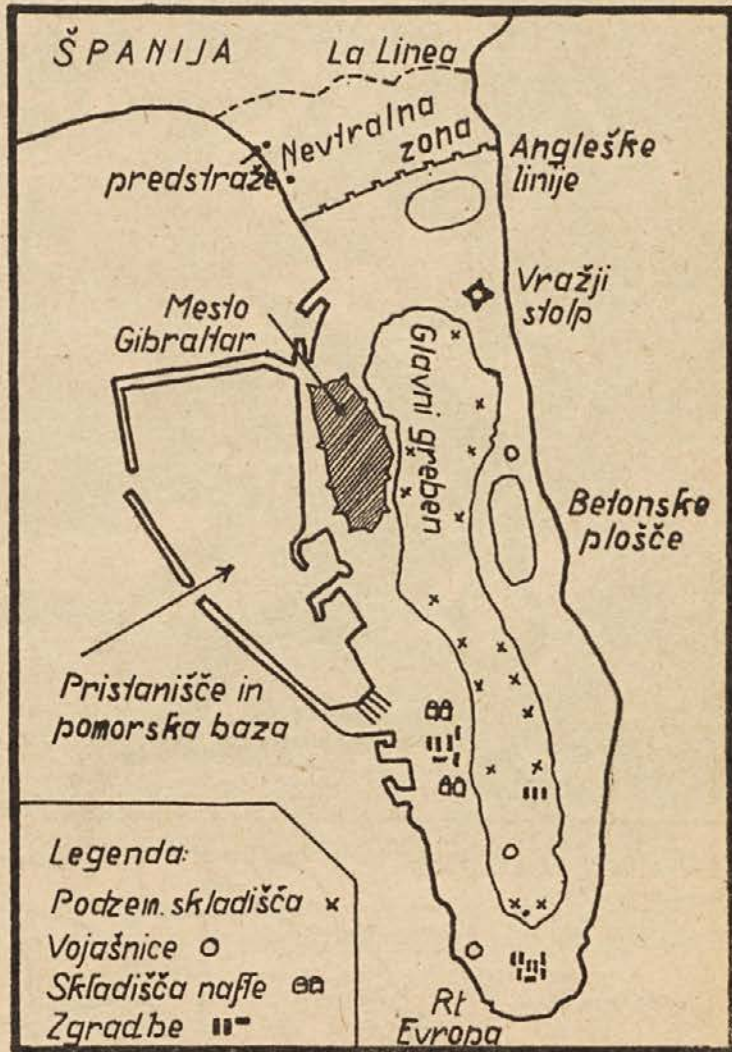 ŠPANIJA
La Linea
Nevtralna
zona
predstraže
Angleške
linije
Vražji
stolp
Mesto
Gibraltar
Glavni greben
Betonske
plošče
Pristanišče in
pomorska baza
Legenda:
Podzem. skladišča x
Vojašnice
Skladišča nafte
Zgradbe
Rt
Evropa